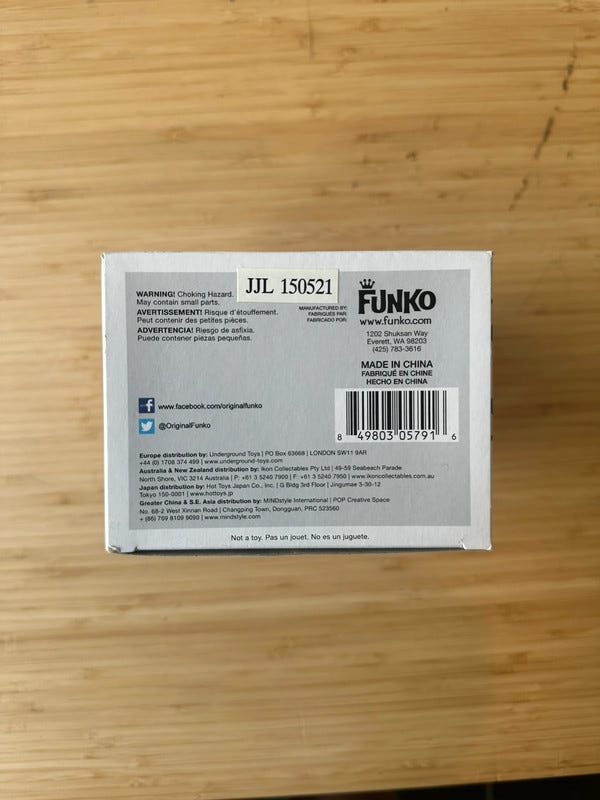 JJL 150521
WARNING! Choking Hazard.
May contain small parts.
AVERTISSEMENT! Risque d'étouffement.
Peut contenir des petites pièces.
ADVERTENCIA! Riesgo de asfixia.
Puede contener piezas pequeñas.
MANUFACTURED BY:
FABRIQUÉS PAR:
FABRICADO POR:
FUNKO
www.funko.com
1202 Shuksan Way
Everett, WA 98203
(425) 783-3616
MADE IN CHINA
FABRIQUÉ EN CHINE
HECHO EN CHINA
f www.facebook.com/originalfunko
@OriginalFunko
8 49803 05791 6
Europe distribution by: Underground Toys | PO Box 63668 | LONDON SW11 9AR
+44 (0) 1708 374 499 | www.underground-toys.com
Australia & New Zealand distribution by: Ikon Collectables Pty Ltd | 49-59 Seabeach Parade
North Shore, VIC 3214 Australia | P: +61 3 5240 7900 | F: +61 3 5240 7950 | www.ikoncollectables.com.au
Japan distribution by: Hot Toys Japan Co., Inc. | G Bldg 3rd Floor | Jingumae 3-30-12
Tokyo 150-0001 | www.hottoys.jp
Greater China & S.E. Asia distribution by: MINDstyle International | POP Creative Space
No. 68-2 West Xinnan Road | Changping Town, Dongguan, PRC 523560
+ (86) 769 8109 9098 | www.mindstyle.com
Not a toy. Pas un jouet. No es un juguete.